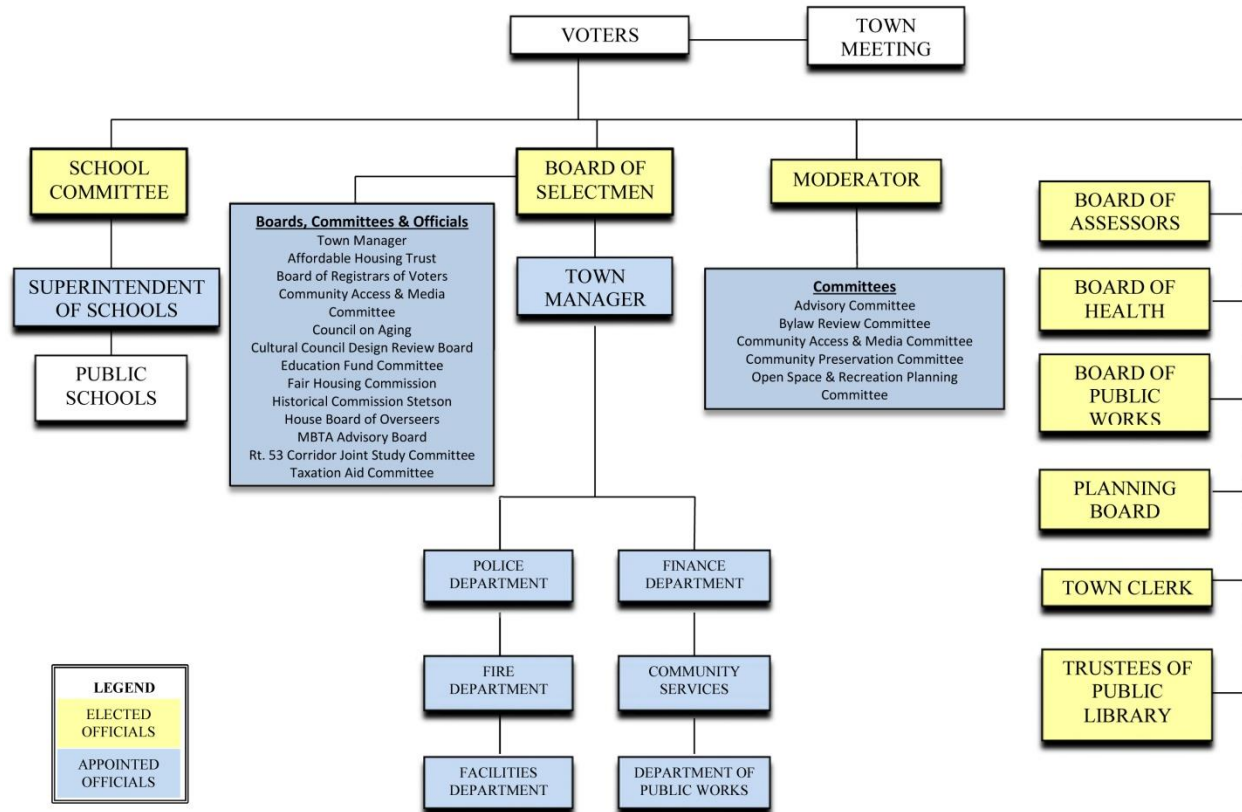 VOTERS
TOWN
MEETING
SCHOOL
COMMITTEE
BOARD OF
SELECTMEN
MODERATOR
SUPERINTENDENT
OF SCHOOLS
PUBLIC
SCHOOLS
Boards, Committees & Officials
Town Manager
Affordable Housing Trust
Board of Registrars of Voters
Community Access & Media
Committee
Council on Aging
Cultural Council Design Review Board
Education Fund Committee
Fair Housing Commission
Historical Commission Stetson
House Board of Overseers
MBTA Advisory Board
Rt. 53 Corridor Joint Study Committee
Taxation Aid Committee
TOWN
MANAGER
Committees
Advisory Committee
Bylaw Review Committee
Community Access & Media Committee
Community Preservation Committee
Open Space & Recreation Planning
Committee
BOARD OF
ASSESSORS
BOARD OF
HEALTH
BOARD OF
PUBLIC
WORKS
PLANNING
BOARD
TOWN CLERK
TRUSTEES OF
PUBLIC
LIBRARY
POLICE
DEPARTMENT
FINANCE
DEPARTMENT
FIRE
DEPARTMENT
COMMUNITY
SERVICES
FACILITIES
DEPARTMENT
DEPARTMENT OF
PUBLIC WORKS
LEGEND
ELECTED
OFFICIALS
APPOINTED
OFFICIALS